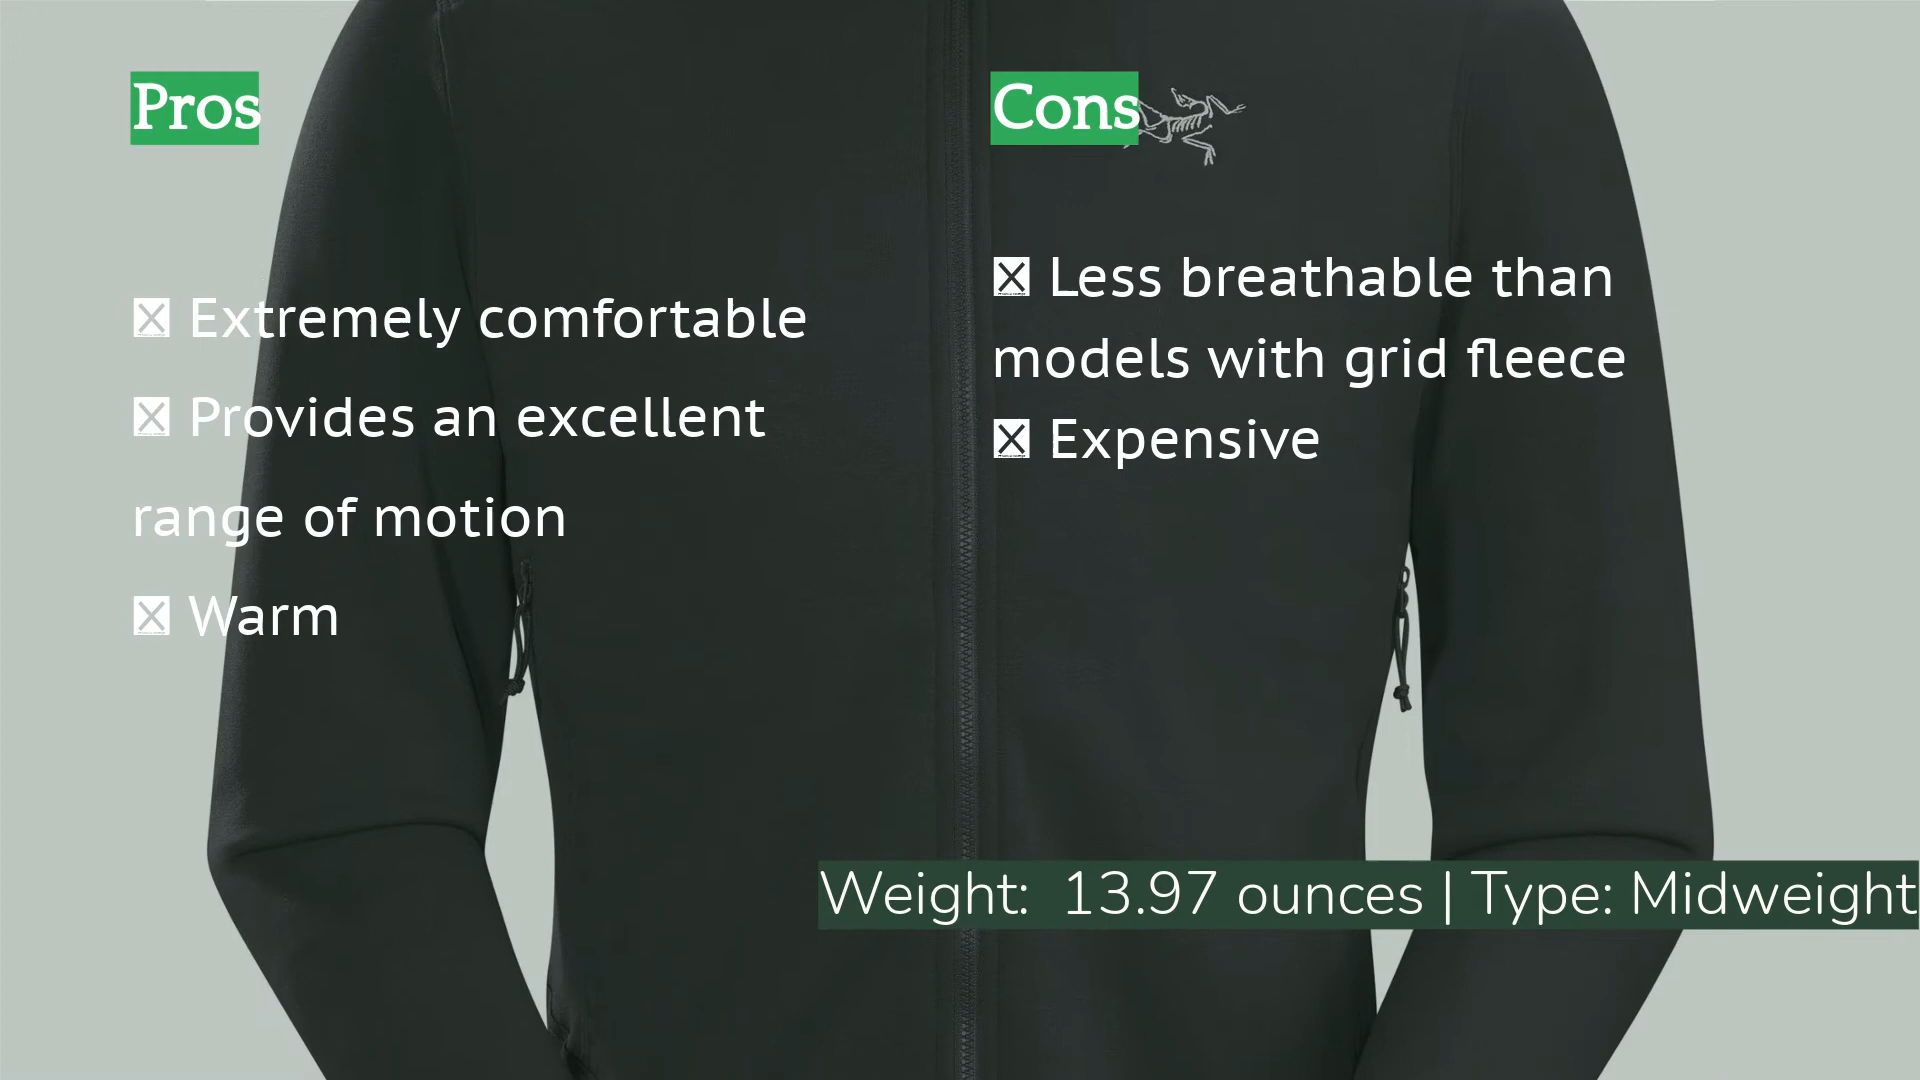 Pros
☒ Extremely comfortable
☒ Provides an excellent
range of motion
☒ Warm
Cons
☒ Less breathable than
models with grid fleece
☒ Expensive
Weight:  13.97 ounces | Type: Midweight